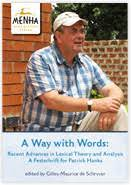 MENHA
A Way with Words:
Recent Advances in Lexical Theory and Analysis
A Festschrift for Patrick Hanks
edited by Gilles-Maurice de Schryver